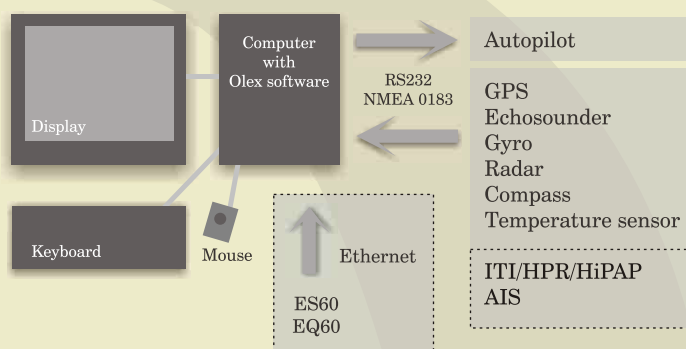 Display
Computer
with
Olex software
RS232
NMEA 0183
Autopilot
GPS
Echosounder
Gyro
Radar
Compass
Temperature sensor
ITI/HPR/HiPAP
AIS
Keyboard
Mouse
Ethernet
ES60
EQ60